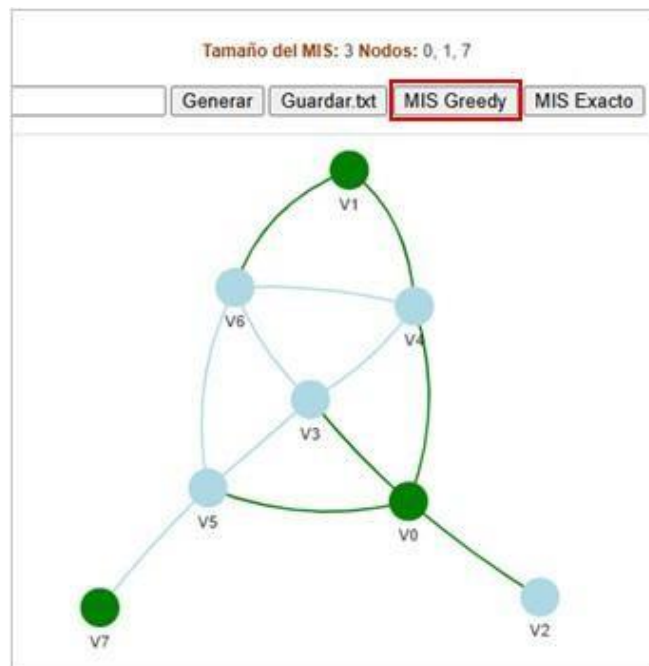 Tamaño del MIS: 3 Nodos: 0, 1, 7
Generar Guardar.txt MIS Greedy MIS Exacto
V1
V6
V4
V3
V5
V0
V7
V2